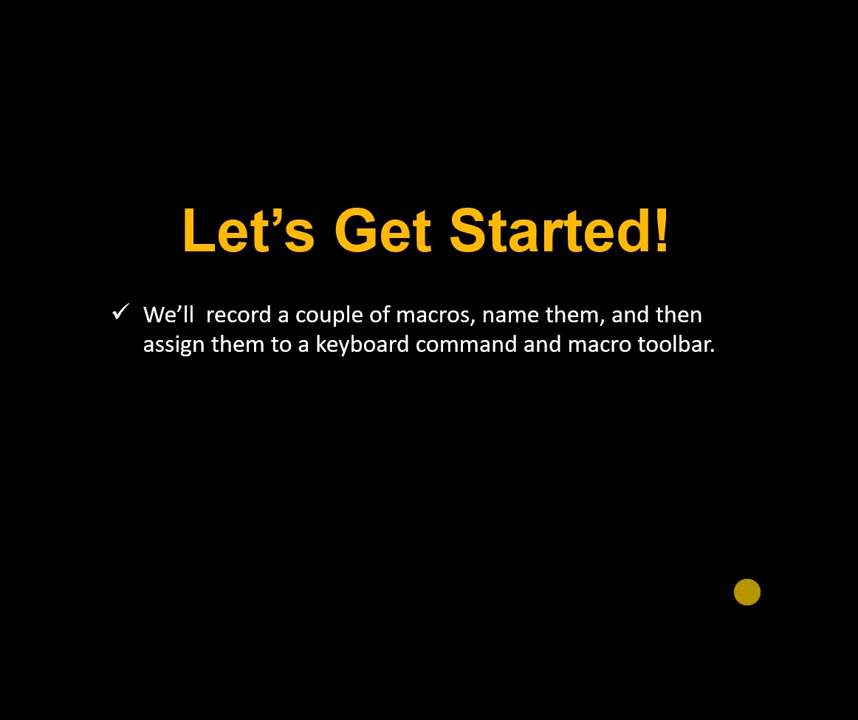 Let’s Get Started!
✓ We’ll  record a couple of macros, name them, and then
assign them to a keyboard command and macro toolbar.